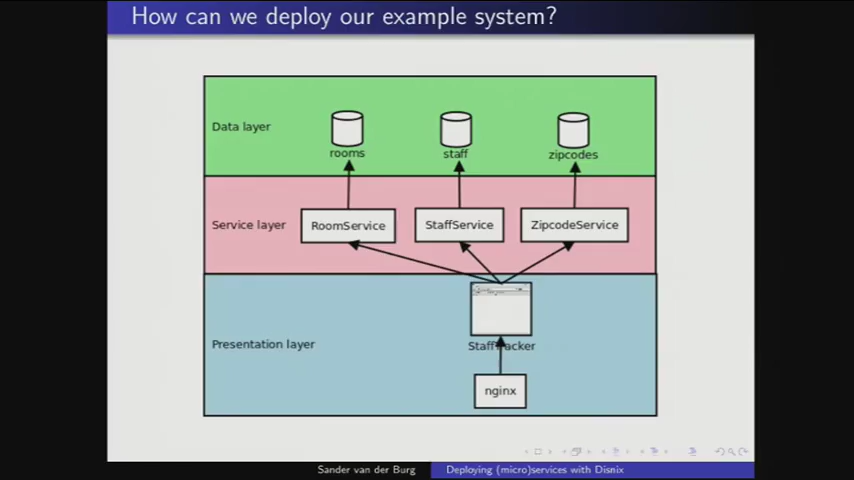 How can we deploy our example system?
Data layer
rooms
staff
zipcodes
Service layer
RoomService
StaffService
ZipcodeService
Presentation layer
StaffTracker
nginx
Sander van der Burg
Deploying (micro)services with Disnix